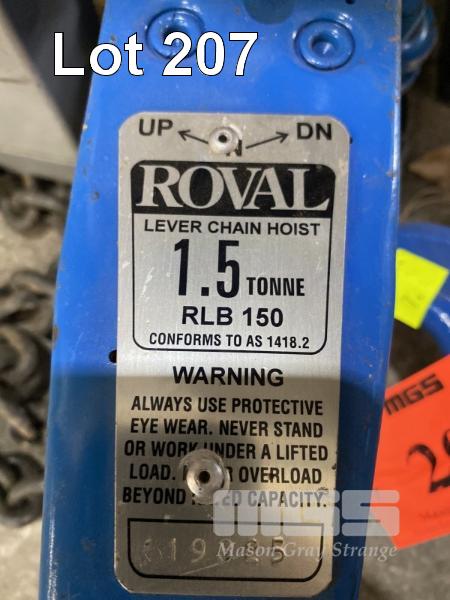 Lot 207
UP N DN
ROVAL
LEVER CHAIN HOIST
1.5 TONNE
RLB 150
CONFORMS TO AS 1418.2
WARNING
ALWAYS USE PROTECTIVE
EYE WEAR. NEVER STAND
OR WORK UNDER A LIFTED
LOAD. OVERLOAD
BEYOND CAPACITY.
MGS
MGS
Mason Gray Strange